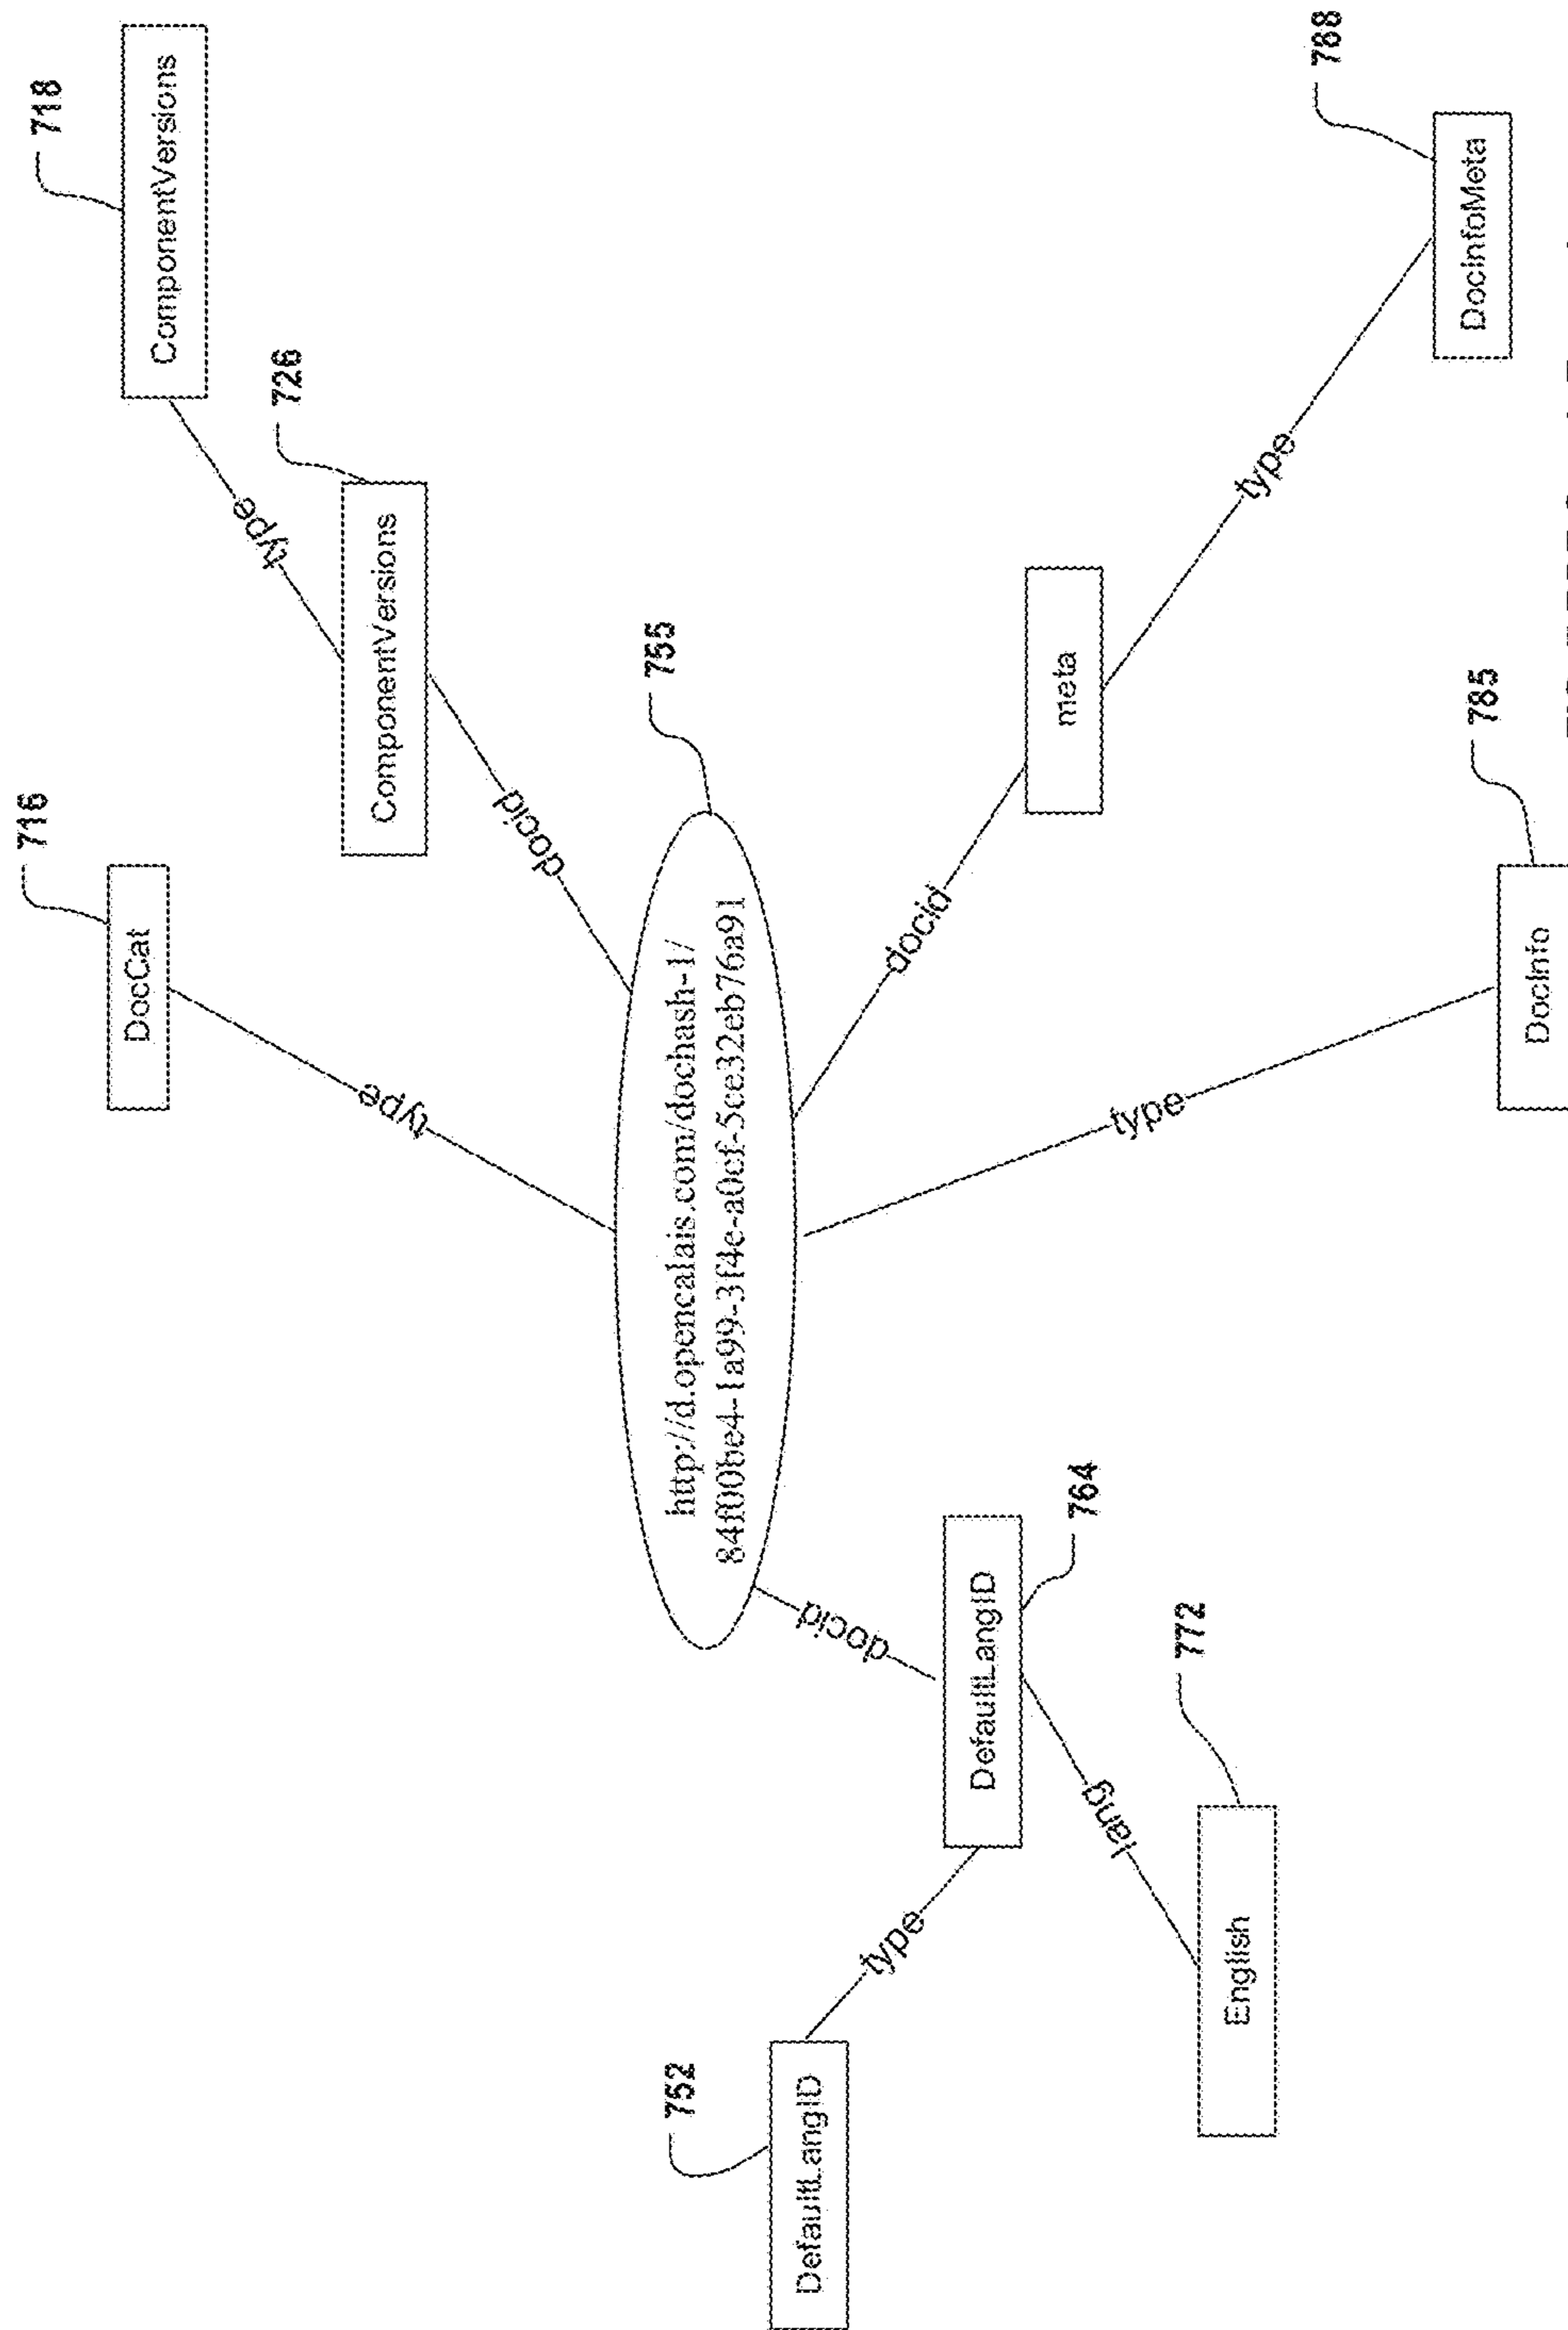 716
DocCat
718
ComponentVersions
type
726
ComponentVersions
type
docid
755
http://d.opencalais.com/dochash-1/
84f00be4-1a99-3f4e-a0cf-5ce32eb76a91
752
DefaultLangID
type
docid
DefaultLangID
764
lang
772
English
docid
meta
type
788
DocInfoMeta
type
785
DocInfo